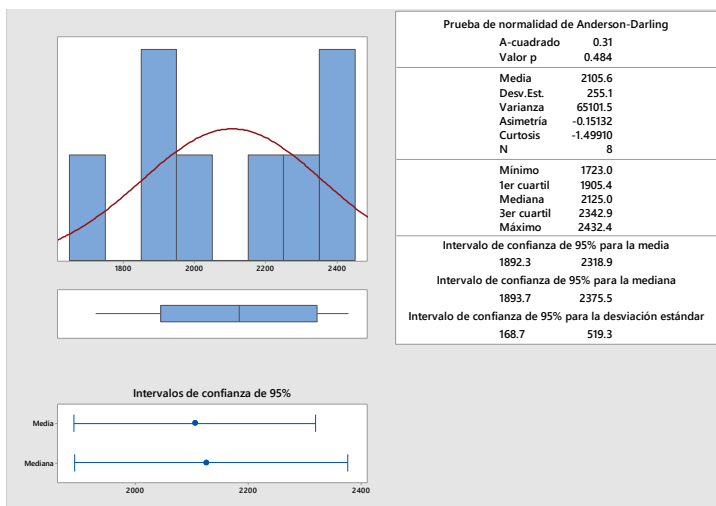 1800 2000 2200 2400
Intervalos de confianza de 95%
Media
Mediana
2000 2200 2400
Prueba de normalidad de Anderson-Darling
A-cuadrado 0.31
Valor p 0.484
Media 2105.6
Desv.Est. 255.1
Varianza 65101.5
Asimetría -0.15132
Curtosis -1.49910
N 8
Mínimo 1723.0
1er cuartil 1905.4
Mediana 2125.0
3er cuartil 2342.9
Máximo 2432.4
Intervalo de confianza de 95% para la media
1892.3 2318.9
Intervalo de confianza de 95% para la mediana
1893.7 2375.5
Intervalo de confianza de 95% para la desviación estándar
168.7 519.3